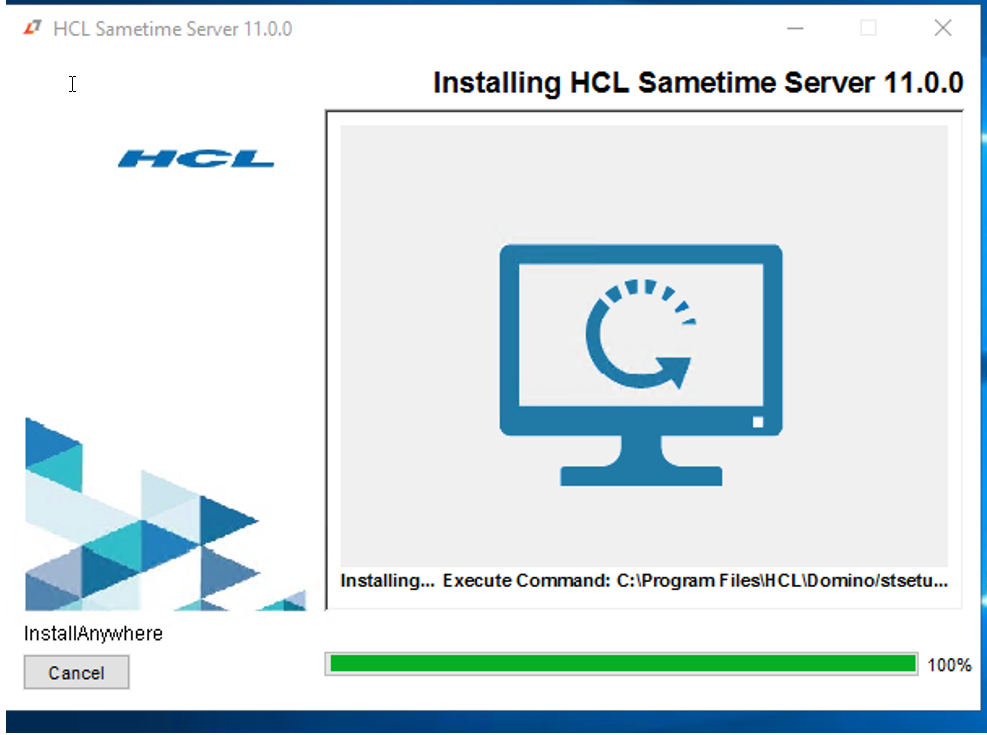 HCL Sametime Server 11.0.0
Installing HCL Sametime Server 11.0.0
HCL
Installing... Execute Command: C:\Program Files\HCL\Domino/stsetu...
InstallAnywhere
Cancel
100%